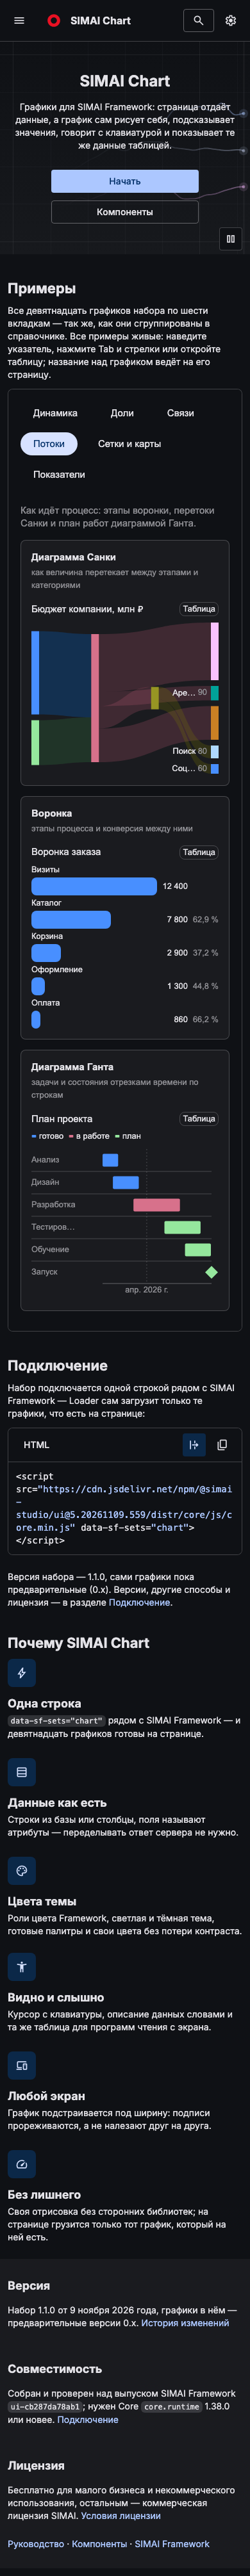 SIMAI Chart
SIMAI Chart
Графики для SIMAI Framework: страница отдаёт
данные, а график сам рисует себя, подсказывает
значения, говорит с клавиатурой и показывает те
же данные таблицей.
Начать
Компоненты
Примеры
Все девятнадцать графиков набора по шести
вкладкам — так же, как они сгруппированы в
справочнике. Все примеры живые: наведите
указатель, нажмите Tab и стрелки или откройте
таблицу; название над графиком ведёт на его
страницу.
Динамика
Доли
Связи
Потоки
Сетки и карты
Показатели
Как идёт процесс: этапы воронки, перетоки
Санки и план работ диаграммой Ганта.
Диаграмма Санки
как величина перетекает между этапами и
категориями
Бюджет компании, млн ₽
Таблица
Аре… 90
Поиск 80
Соц… 60
Воронка
этапы процесса и конверсия между ними
Воронка заказа
Таблица
Визиты
12 400
Каталог
7 800 62,9 %
Корзина
2 900 37,2 %
Оформление
1 300 44,8 %
Оплата
860 66,2 %
Диаграмма Ганта
задачи и состояния отрезками времени по
строкам
План проекта
Таблица
готово в работе план
Анализ
Дизайн
Разработка
Тестиров…
Обучение
Запуск
апр. 2026 г.
Подключение
Набор подключается одной строкой рядом с SIMAI
Framework — Loader сам загрузит только те
графики, что есть на странице:
HTML
<script
src="https://cdn.jsdelivr.net/npm/@simai
-
studio/ui@5.20261109.559/distr/core/js/c
ore.min.js" data-sf-sets="chart">
</script>
Версия набора — 1.1.0, сами графики пока
предварительные (0.x). Версии, другие способы и
лицензия — в разделе Подключение.
Почему SIMAI Chart
Одна строка
data-sf-sets="chart" рядом с SIMAI Framework — и
девятнадцать графиков готовы на странице.
Данные как есть
Строки из базы или столбцы, поля называют
атрибуты — переделывать ответ сервера не нужно.
Цвета темы
Роли цвета Framework, светлая и тёмная тема,
готовые палитры и свои цвета без потери контраста.
Видно и слышно
Курсор с клавиатуры, описание данных словами и
та же таблица для программ чтения с экрана.
Любой экран
График подстраивается под ширину: подписи
прореживаются, а не налезают друг на друга.
Без лишнего
Своя отрисовка без сторонних библиотек; на
странице грузится только тот график, который на
ней есть.
Версия
Набор 1.1.0 от 9 ноября 2026 года, графики в нём —
предварительные версии 0.x. История изменений
Совместимость
Собран и проверен над выпуском SIMAI Framework
ui-cb287da78ab1; нужен Core core.runtime 1.38.0
или новее. Подключение
Лицензия
Бесплатно для малого бизнеса и некоммерческого
использования, остальным — коммерческая
лицензия SIMAI. Условия лицензии
Руководство · Компоненты · SIMAI Framework